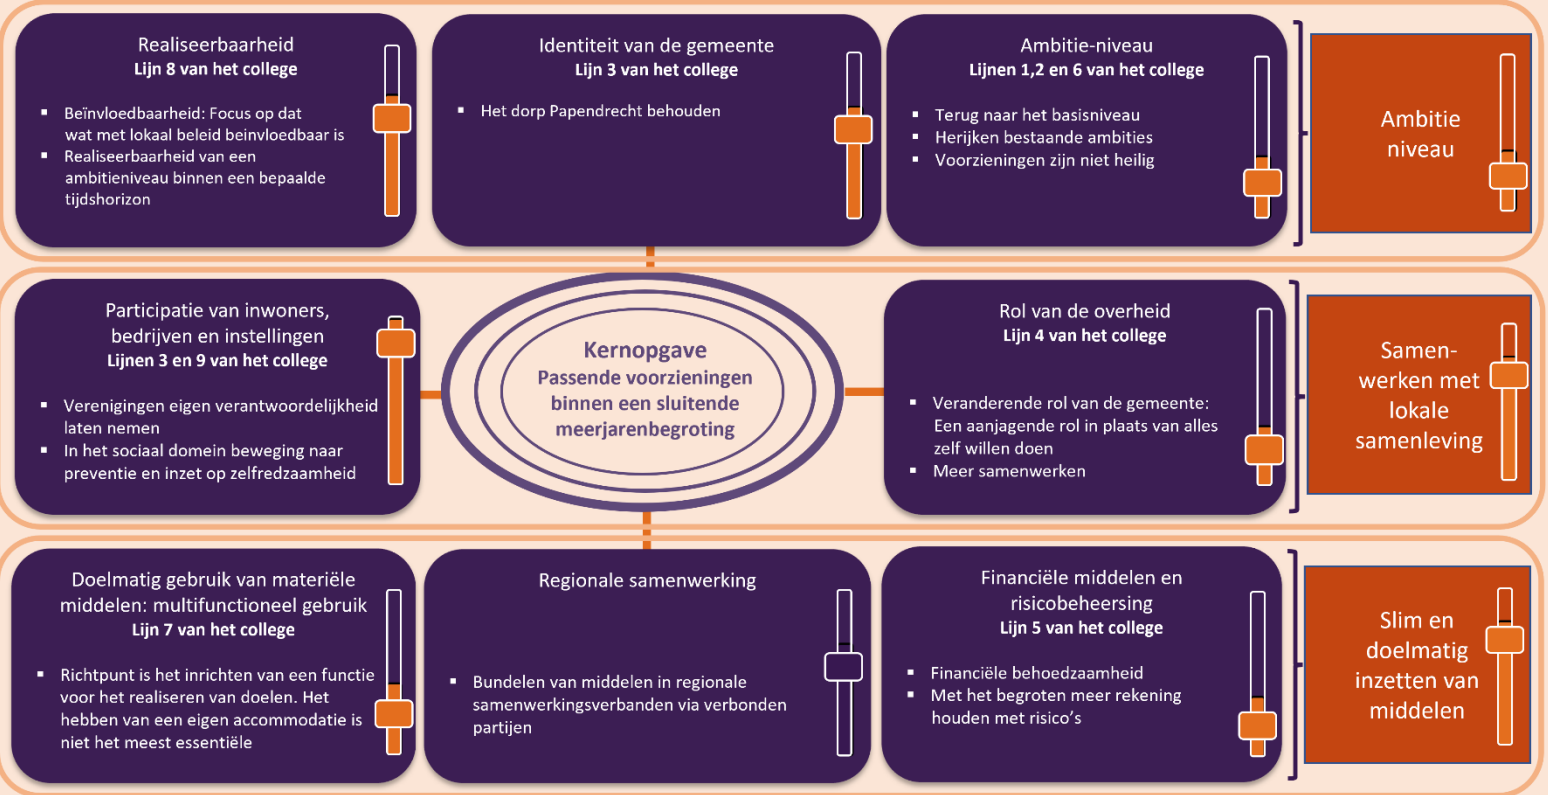 Realiseerbaarheid
Lijn 8 van het college
▪ Beïnvloedbaarheid: Focus op dat
wat met lokaal beleid beinvloedbaar is
▪ Realiseerbaarheid van een
ambitieniveau binnen een bepaalde
tijdshorizon
Identiteit van de gemeente
Lijn 3 van het college
▪ Het dorp Papendrecht behouden
Ambitie-niveau
Lijnen 1,2 en 6 van het college
▪ Terug naar het basisniveau
▪ Herijken bestaande ambities
▪ Voorzieningen zijn niet heilig
Ambitie
niveau
Participatie van inwoners,
bedrijven en instellingen
Lijnen 3 en 9 van het college
▪ Verenigingen eigen verantwoordelijkheid
laten nemen
▪ In het sociaal domein beweging naar
preventie en inzet op zelfredzaamheid
Kernopgave
Passende voorzieningen
binnen een sluitende
meerjarenbegroting
Rol van de overheid
Lijn 4 van het college
▪ Veranderende rol van de gemeente:
Een aanjagende rol in plaats van alles
zelf willen doen
▪ Meer samenwerken
Samen-
werken met
lokale
samenleving
Doelmatig gebruik van materiële
middelen: multifunctioneel gebruik
Lijn 7 van het college
▪ Richtpunt is het inrichten van een functie
voor het realiseren van doelen. Het
hebben van een eigen accommodatie is
niet het meest essentiële
Regionale samenwerking
▪ Bundelen van middelen in regionale
samenwerkingsverbanden via verbonden
partijen
Financiële middelen en
risicobeheersing
Lijn 5 van het college
▪ Financiële behoedzaamheid
▪ Met het begroten meer rekening
houden met risico's
Slim en
doelmatig
inzetten van
middelen